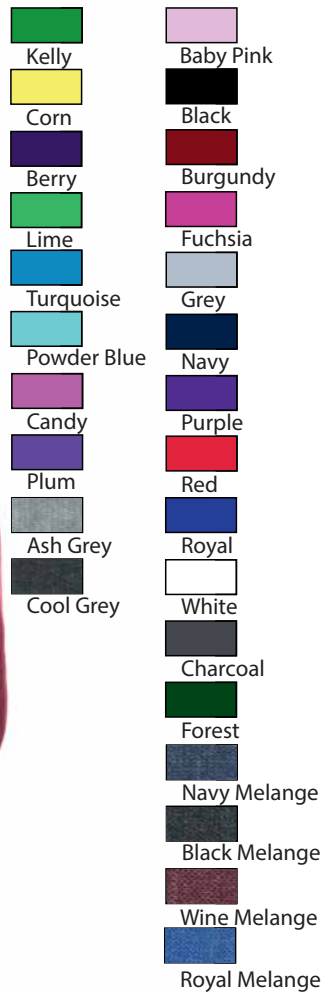 Kelly
Corn
Berry
Lime
Turquoise
Powder Blue
Candy
Plum
Ash Grey
Cool Grey
Baby Pink
Black
Burgundy
Fuchsia
Grey
Navy
Purple
Red
Royal
White
Charcoal
Forest
Navy Melange
Black Melange
Wine Melange
Royal Melange